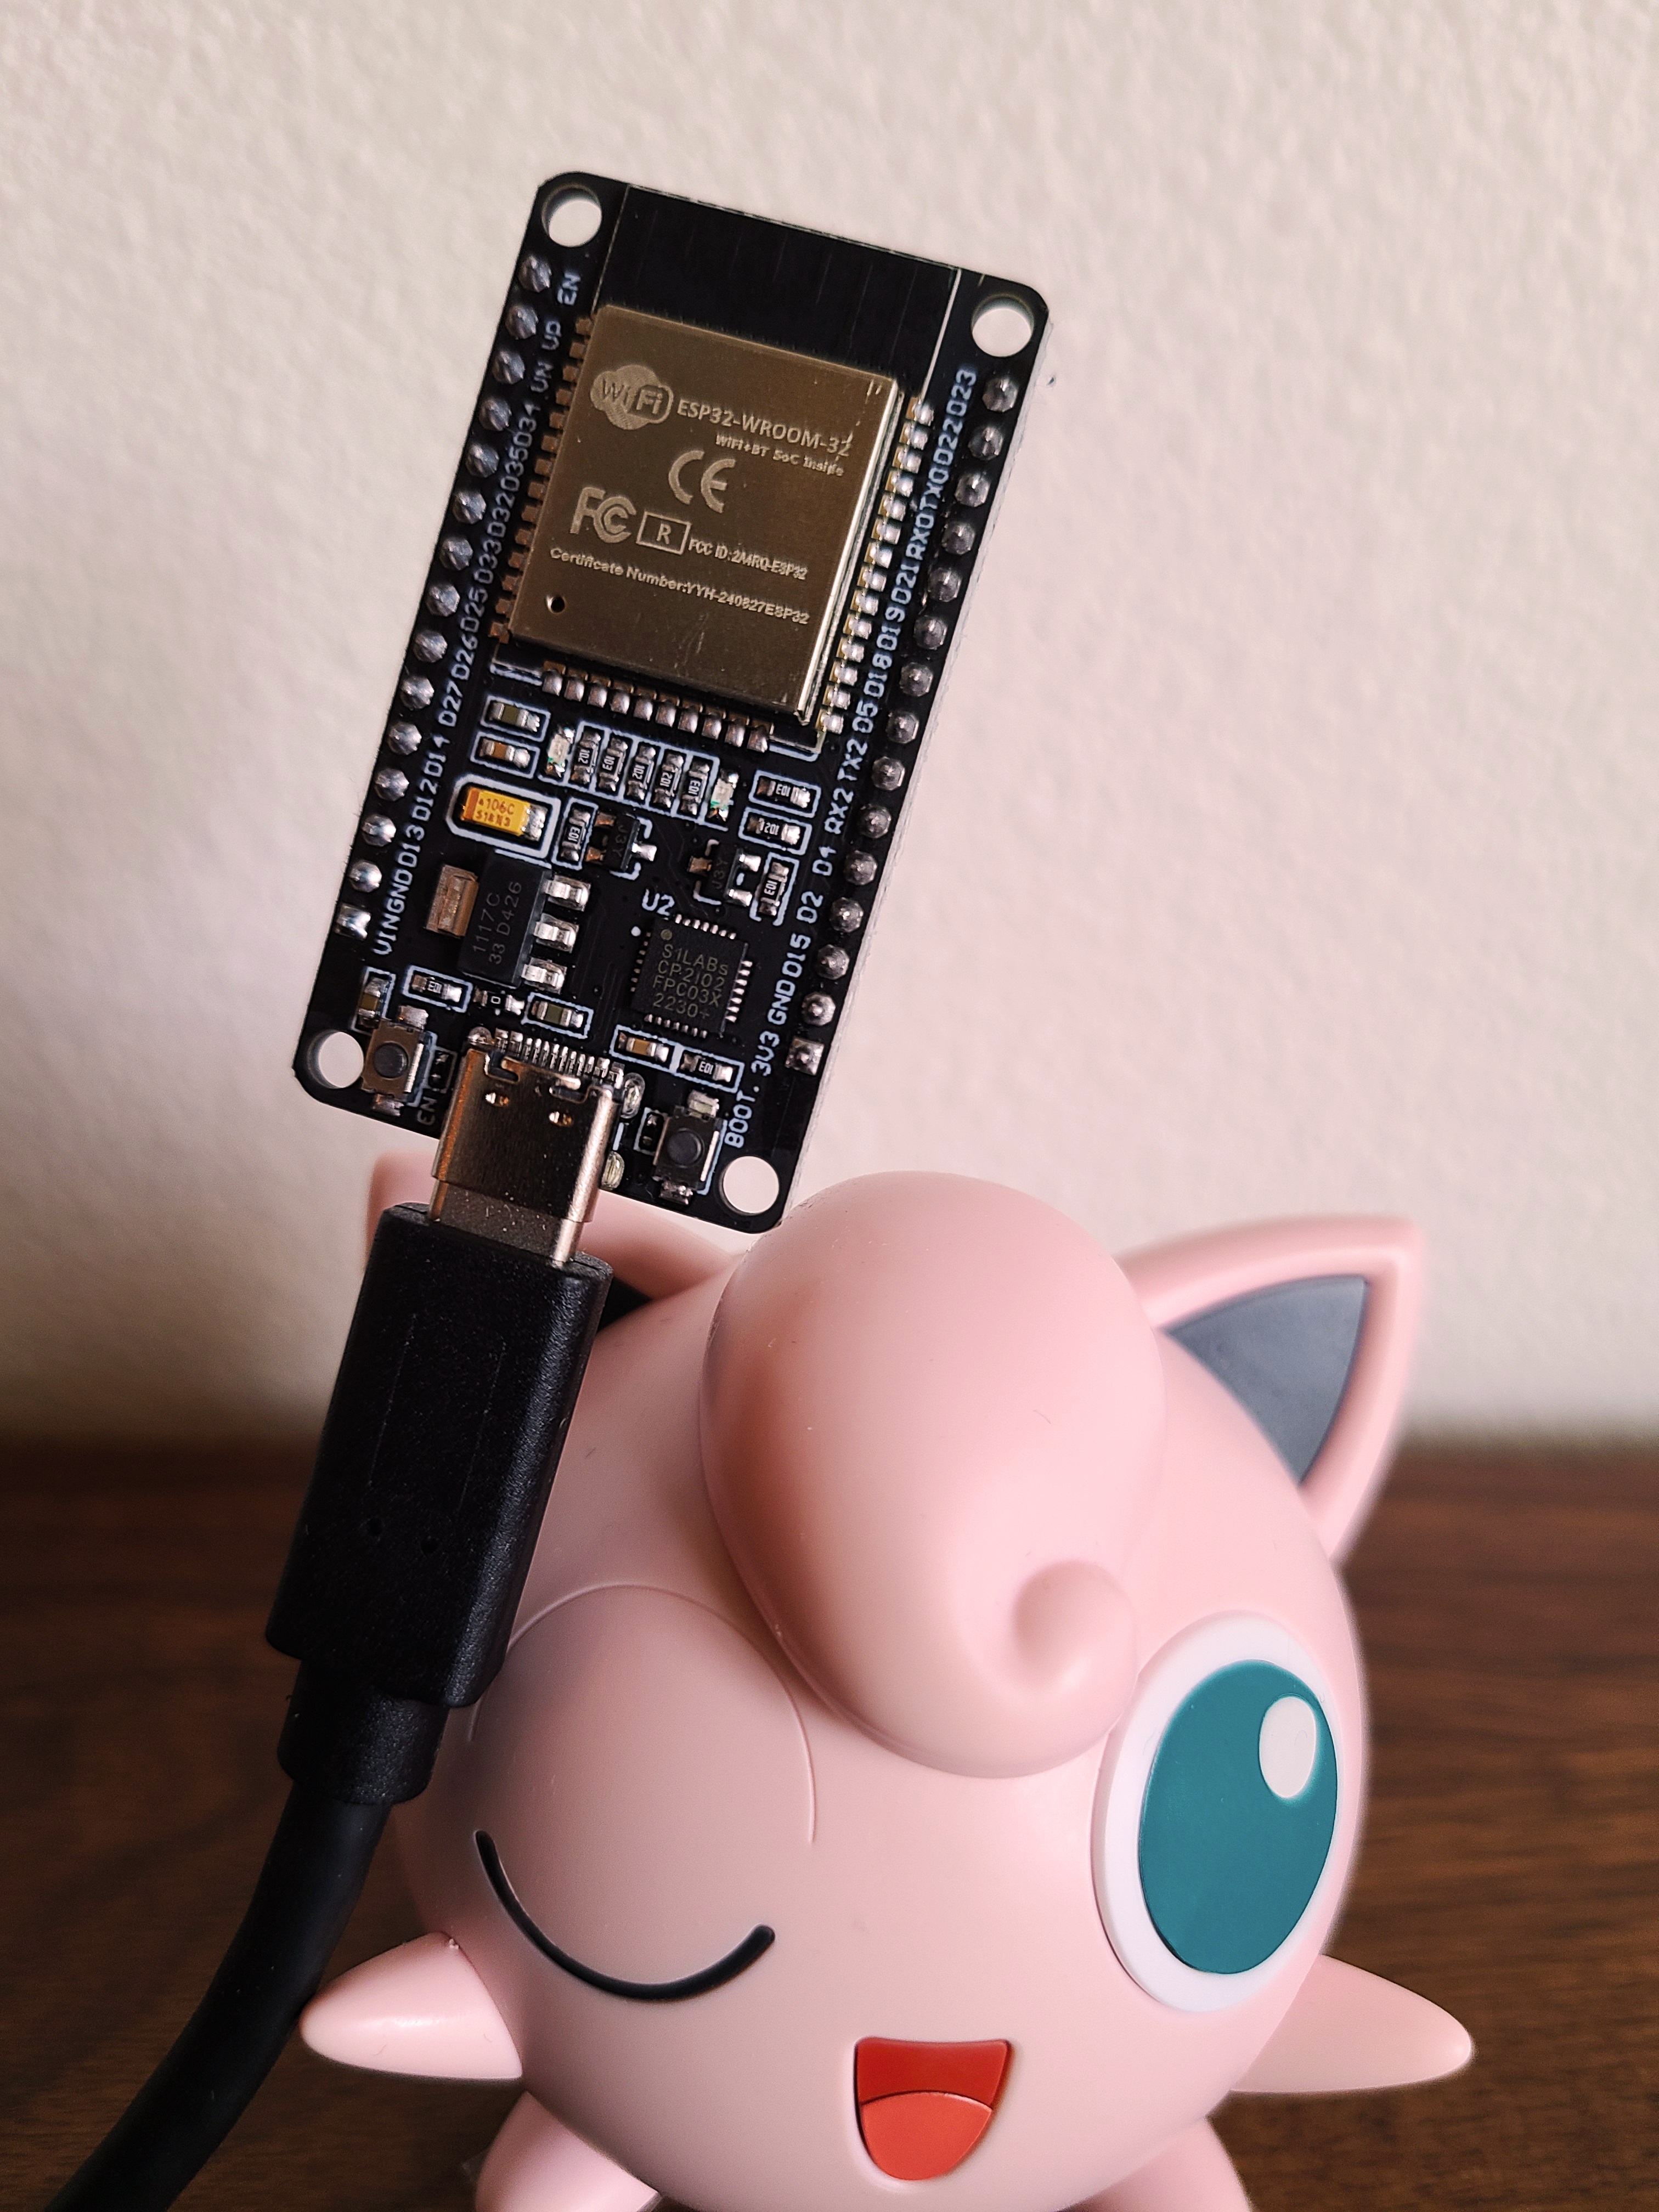 WiFi ESP32-WROOM-32
WIFI+BT SoC Inside
CE
FC R FCC ID:2MRQ-ESP32
Certificate Number:YYH-240827ESP32
EN
VP
VN
D34
D35
D32
D33
D25
D26
D27
D14
D12
D13
GND
VIN
D23
D22
TX0
RX0
D21
D19
D18
D5
TX2
RX2
D4
D2
D15
GND
3V3
106C
103
1117C
33 D426
U2
SILABS
CP2102
FPC03X
2230+
EN
BOOT